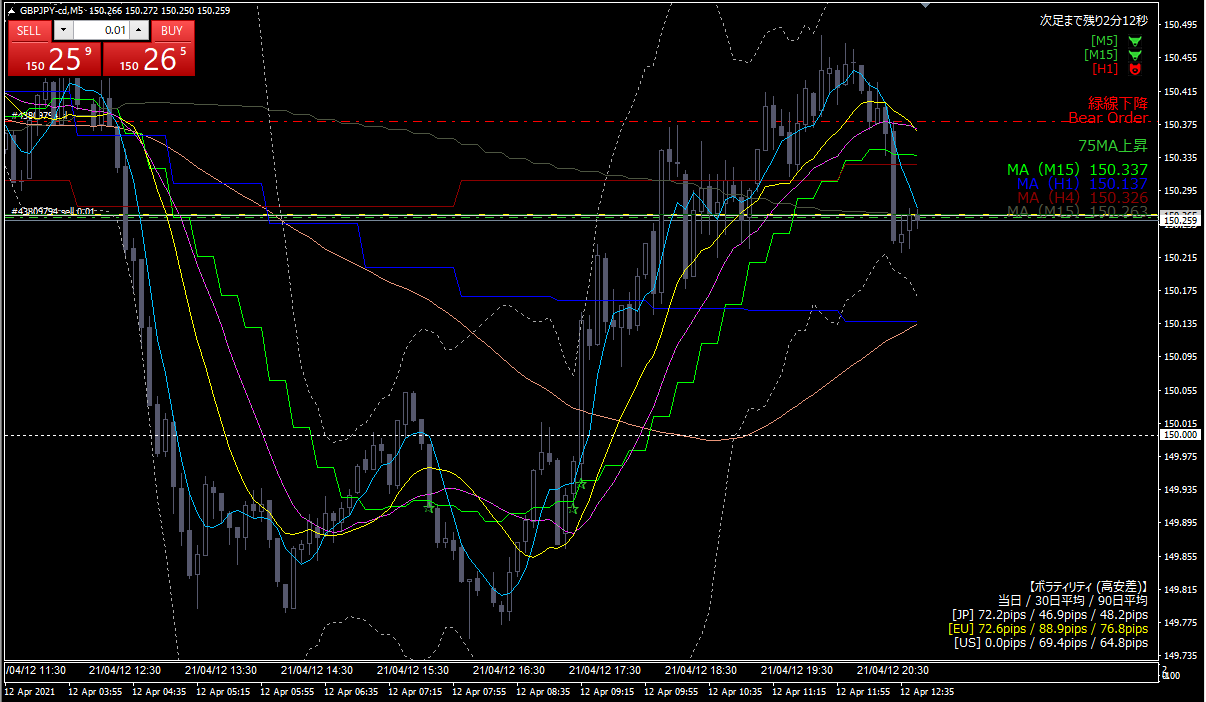 GBPJPY-cd,M5 150.266 150.272 150.250 150.259
SELL 0.01 BUY
150 25 9 150 26 5
次足まで残り2分12秒
[M5]
[M15]
[H1]
緑線下降
Bear Order
75MA上昇
MA（M15）150.337
MA（H1）150.137
MA（H4）150.326
MA（M15）150.263
#43809794 sell 0.01
150.495
150.455
150.415
150.375
150.335
150.295
150.259
150.215
150.175
150.135
150.095
150.055
150.015
150.000
149.975
149.935
149.895
149.855
149.815
149.775
149.735
【ボラティリティ(高安差)】
当日 / 30日平均 / 90日平均
[JP] 72.2pips / 46.9pips / 48.2pips
[EU] 72.6pips / 88.9pips / 76.8pips
[US] 0.0pips / 69.4pips / 64.8pips
/04/12 11:30 21/04/12 12:30 21/04/12 13:30 21/04/12 14:30 21/04/12 15:30 21/04/12 16:30 21/04/12 17:30 21/04/12 18:30 21/04/12 19:30 21/04/12 20:30
12 Apr 2021 12 Apr 03:55 12 Apr 04:35 12 Apr 05:15 12 Apr 05:55 12 Apr 06:35 12 Apr 07:15 12 Apr 07:55 12 Apr 08:35 12 Apr 09:15 12 Apr 09:55 12 Apr 10:35 12 Apr 11:15 12 Apr 11:55 12 Apr 12:35